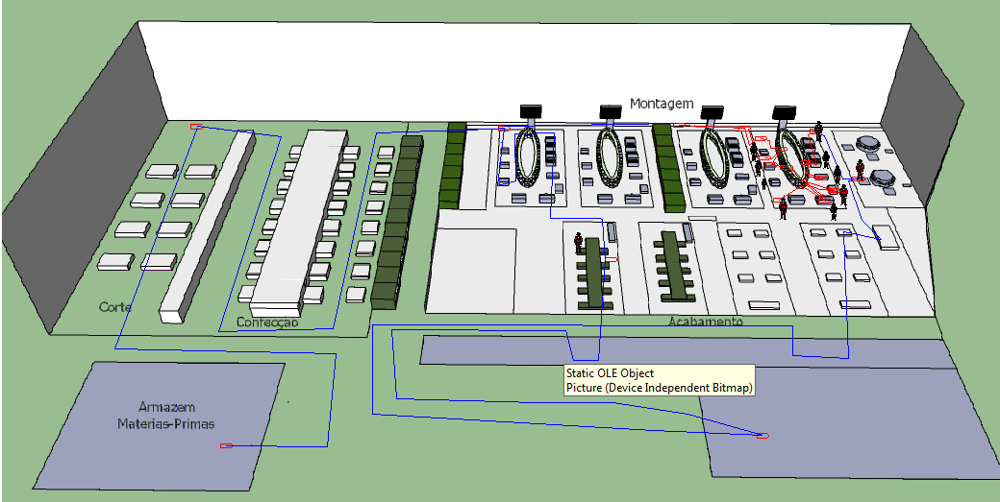 Montagem
Corte
Confecção
Acabamento
Static OLE Object
Picture (Device Independent Bitmap)
Armazem
Materias-Primas